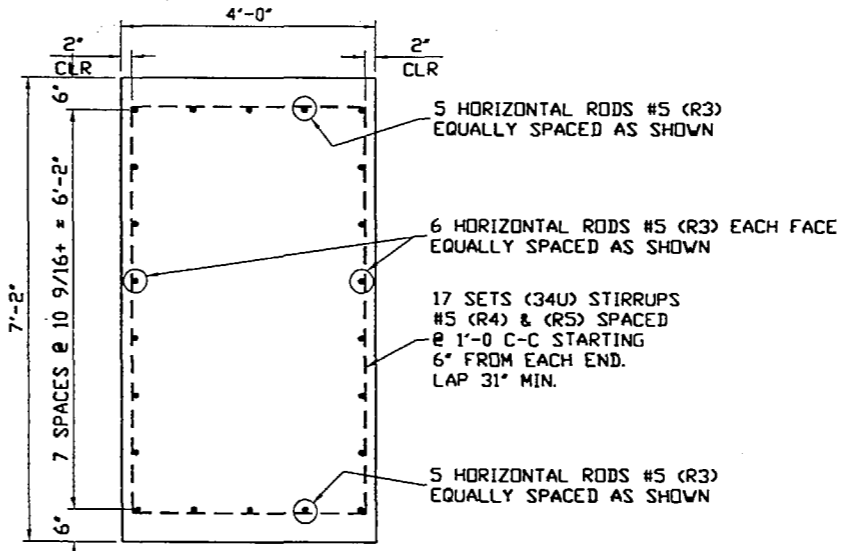 4'-0"
2"
CLR
2"
CLR
6"
7 SPACES @ 10 9/16+ = 6'-2"
7'-2"
6"
5 HORIZONTAL RODS #5 (R3)
EQUALLY SPACED AS SHOWN
6 HORIZONTAL RODS #5 (R3) EACH FACE
EQUALLY SPACED AS SHOWN
17 SETS (34U) STIRRUPS
#5 (R4) & (R5) SPACED
@ 1'-0 C-C STARTING
6" FROM EACH END.
LAP 31" MIN.
5 HORIZONTAL RODS #5 (R3)
EQUALLY SPACED AS SHOWN